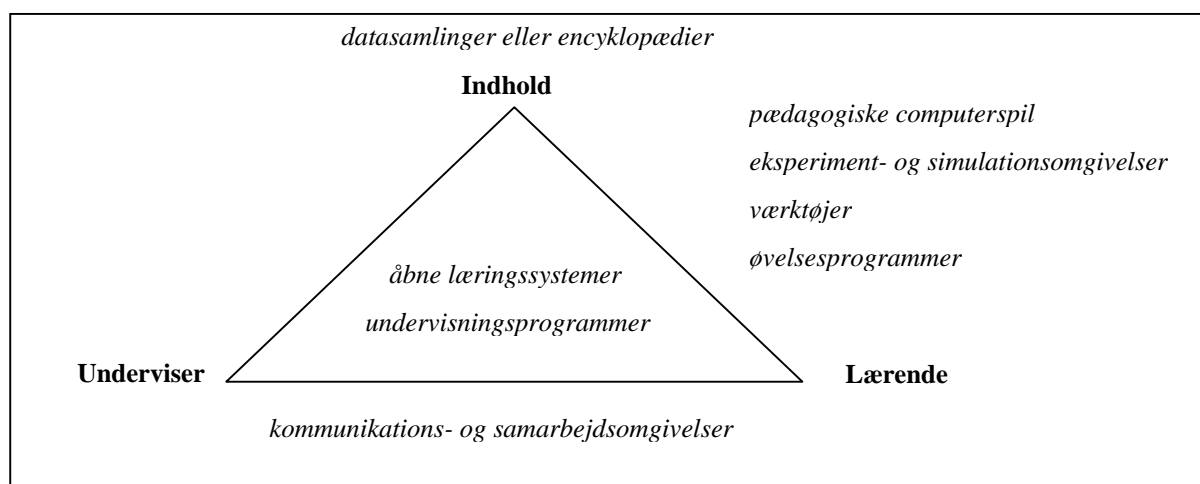 datasamlinger eller encyklopædier
Indhold
pædagogiske computerspil
eksperiment- og simulationsomgivelser
værktøjer
øvelsesprogrammer
åbne læringssystemer
undervisningsprogrammer
Underviser
Lærende
kommunikations- og samarbejdsomgivelser